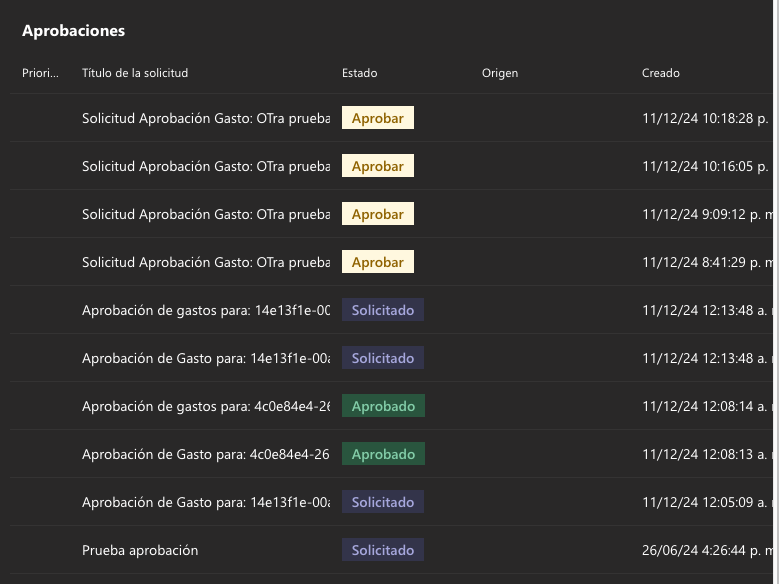 Aprobaciones
Priori... Título de la solicitud Estado Origen Creado
Solicitud Aprobación Gasto: OTra prueba Aprobar 11/12/24 10:18:28 p.
Solicitud Aprobación Gasto: OTra prueba Aprobar 11/12/24 10:16:05 p.
Solicitud Aprobación Gasto: OTra prueba Aprobar 11/12/24 9:09:12 p. m
Solicitud Aprobación Gasto: OTra prueba Aprobar 11/12/24 8:41:29 p. m
Aprobación de gastos para: 14e13f1e-00 Solicitado 11/12/24 12:13:48 a.
Aprobación de Gasto para: 14e13f1e-00a Solicitado 11/12/24 12:13:48 a.
Aprobación de gastos para: 4c0e84e4-26 Aprobado 11/12/24 12:08:14 a.
Aprobación de Gasto para: 4c0e84e4-26 Aprobado 11/12/24 12:08:13 a.
Aprobación de Gasto para: 14e13f1e-00a Solicitado 11/12/24 12:05:09 a.
Prueba aprobación Solicitado 26/06/24 4:26:44 p. m